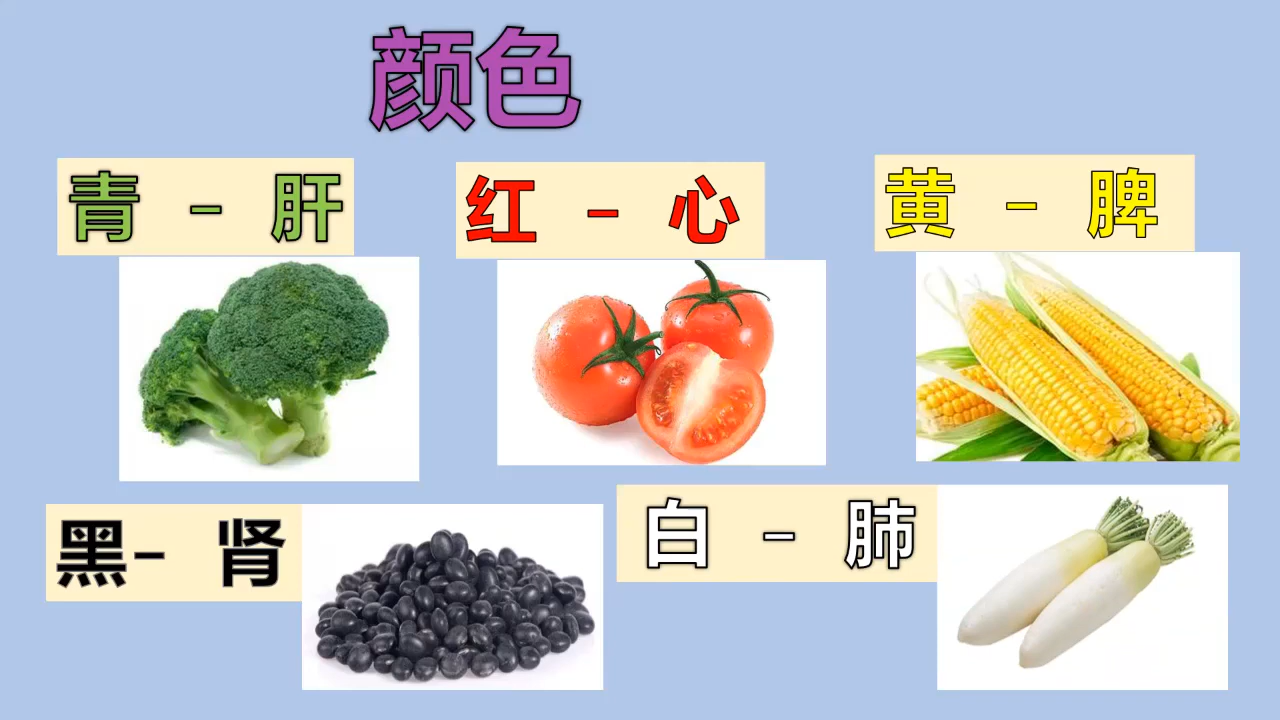 颜色
青 - 肝
红 - 心
黄 - 脾
黑- 肾
白 - 肺